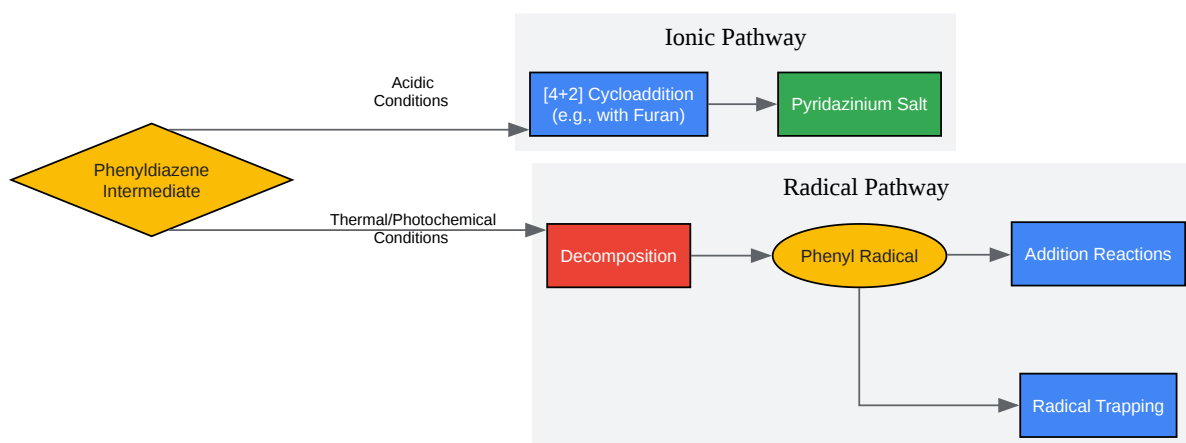 Ionic Pathway
Acidic
Conditions
[4+2] Cycloaddition
(e.g., with Furan)
Pyridazinium Salt
Phenyldiazene
Intermediate
Radical Pathway
Thermal/Photochemical
Conditions
Decomposition
Phenyl Radical
Addition Reactions
Radical Trapping